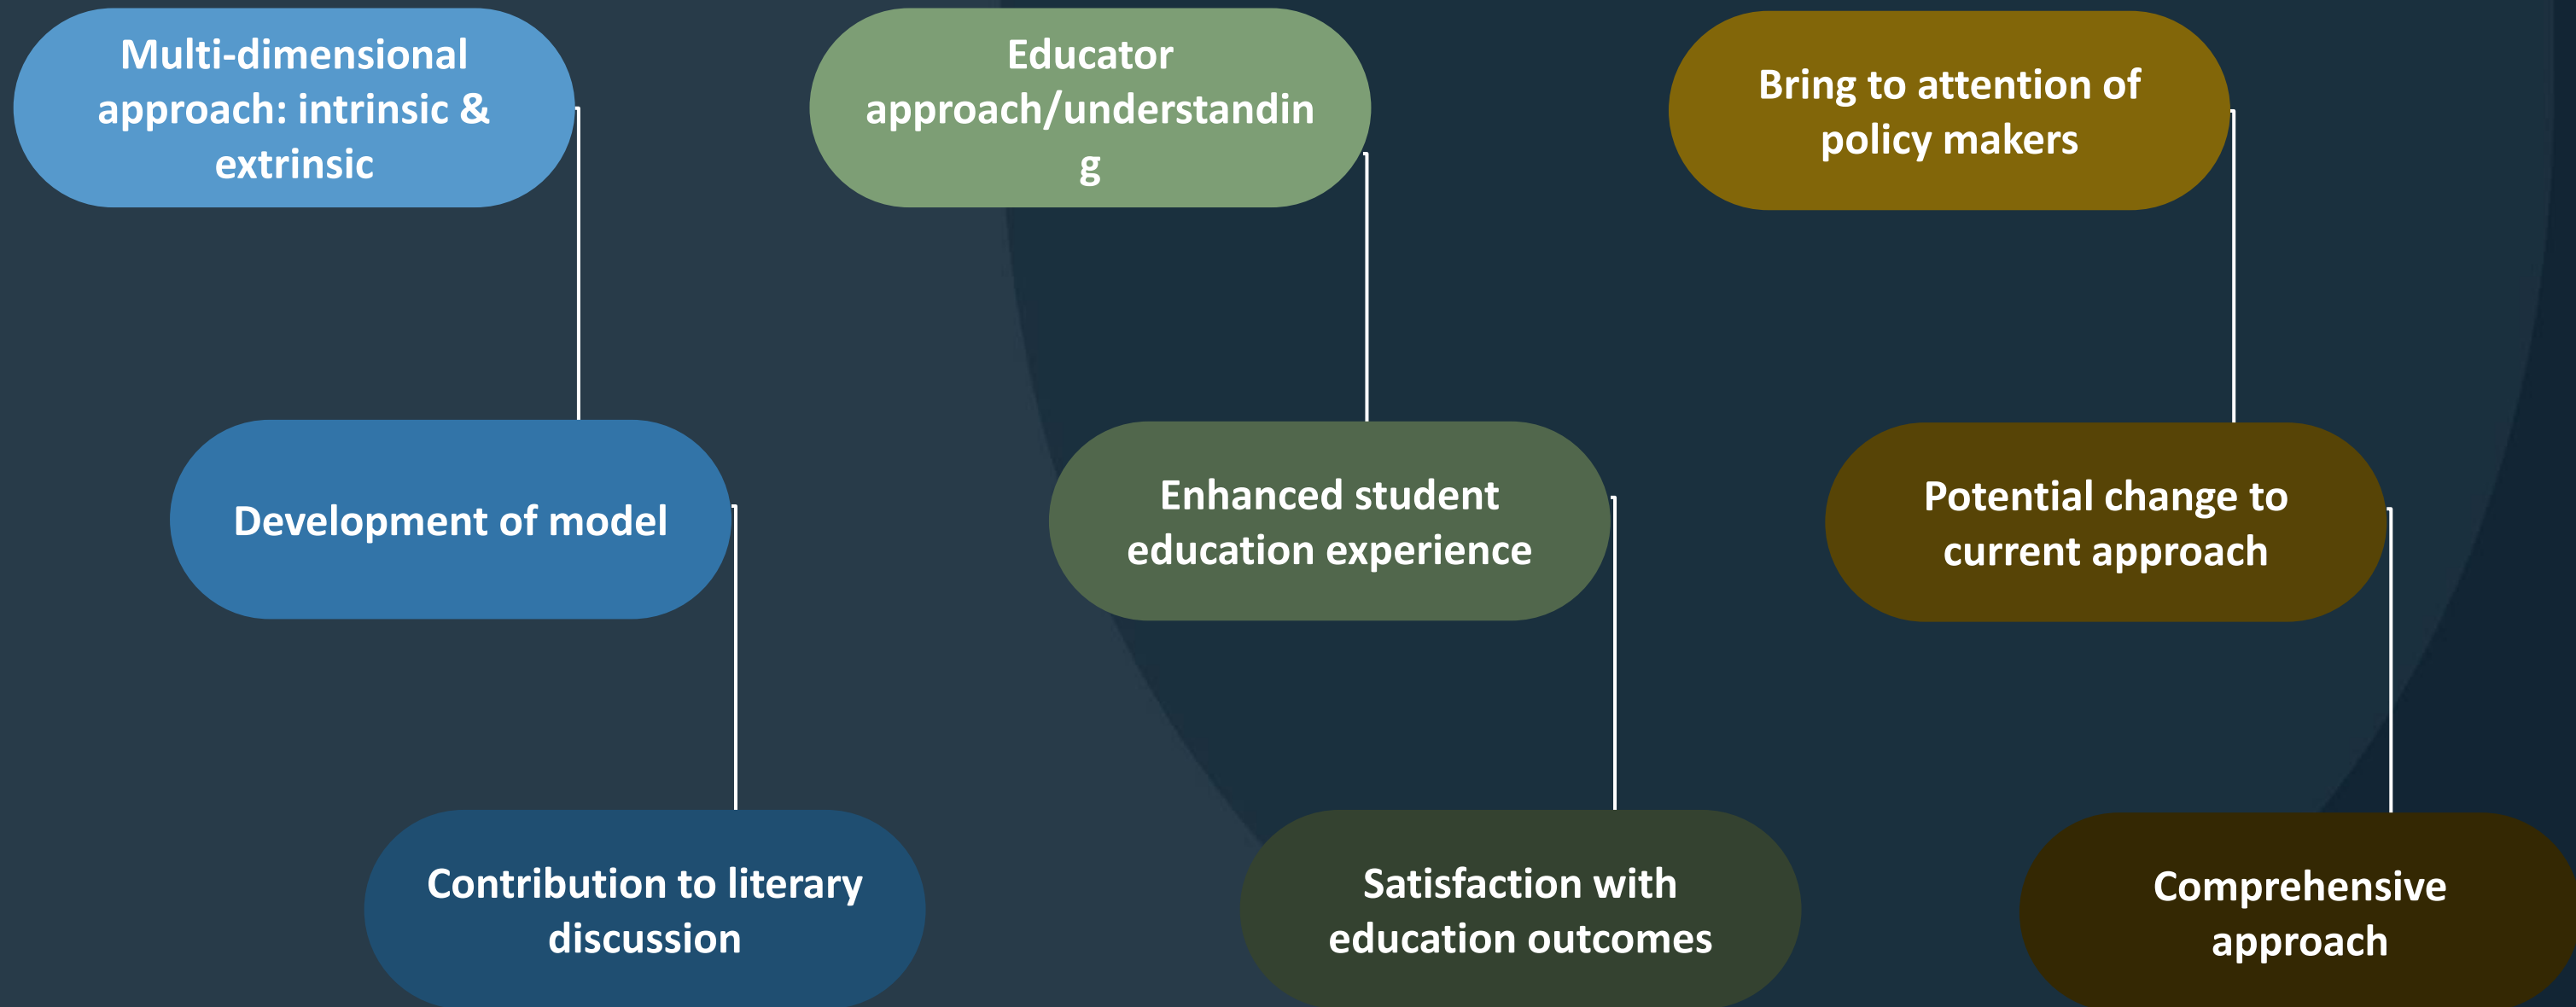 Multi-dimensional
approach: intrinsic &
extrinsic
Development of model
Contribution to literary
discussion
Educator
approach/understandin
g
Enhanced student
education experience
Satisfaction with
education outcomes
Bring to attention of
policy makers
Potential change to
current approach
Comprehensive
approach